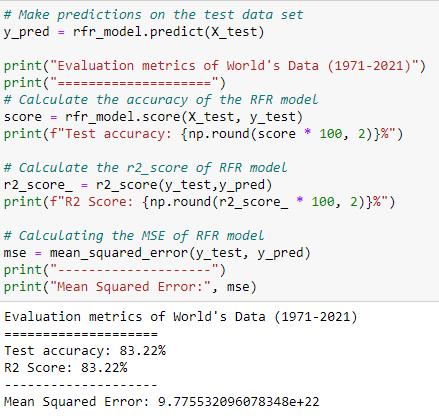 # Make predictions on the test data set
y_pred = rfr_model.predict(X_test)
print("Evaluation metrics of World's Data (1971-2021)")
print("====================")
# Calculate the accuracy of the RFR model
score = rfr_model.score(X_test, y_test)
print(f"Test accuracy: {np.round(score * 100, 2)}%")
# Calculate the r2_score of RFR model
r2_score_ = r2_score(y_test,y_pred)
print(f"R2 Score: {np.round(r2_score_ * 100, 2)}%")
# Calculating the MSE of RFR model
mse = mean_squared_error(y_test, y_pred)
print("--------------------")
print("Mean Squared Error:", mse)
Evaluation metrics of World's Data (1971-2021)
====================
Test accuracy: 83.22%
R2 Score: 83.22%
--------------------
Mean Squared Error: 9.775532096078348e+22